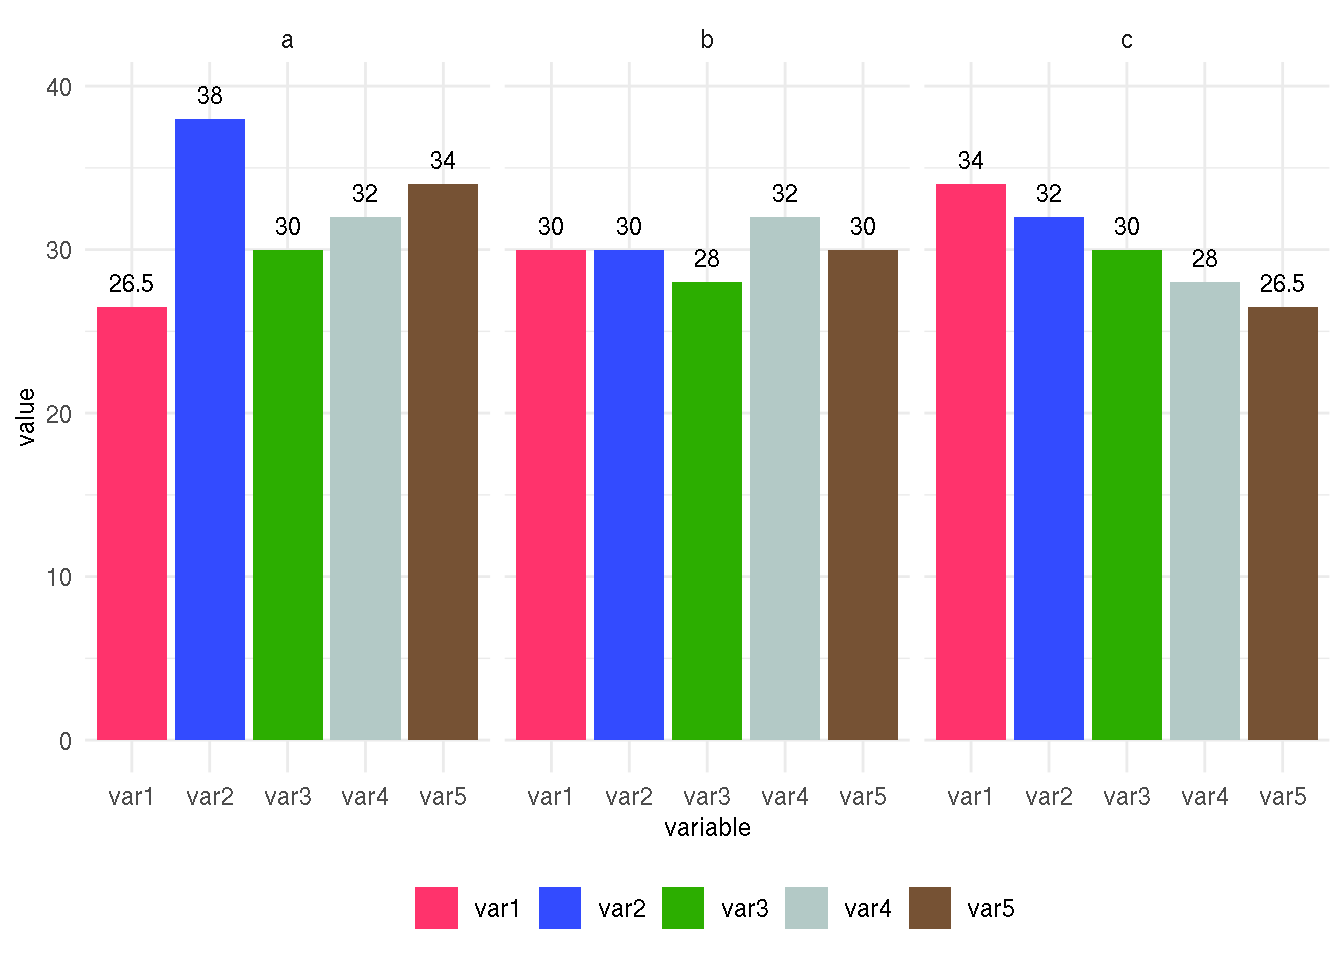 a b c
40
38
34 34
32 32 32
30 30 30 30 30
30
28 28
26.5 26.5
20
10
0
value
var1 var2 var3 var4 var5 var1 var2 var3 var4 var5 var1 var2 var3 var4 var5
variable
var1 var2 var3 var4 var5